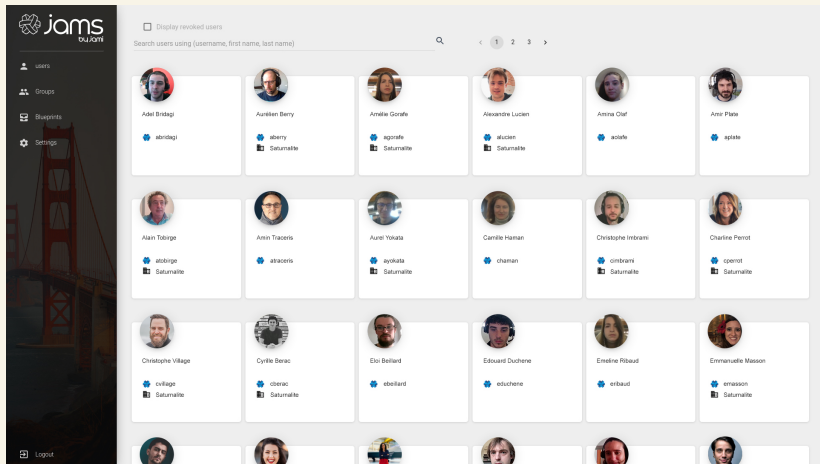 jams
by Jami
users
Groups
Blueprints
Settings
Logout
Display revoked users
Search users using (username, first name, last name)
1 2 3
Adel Bridagi
abridagi
Aurélien Berry
aberry
Saturnalite
Amélie Gorafe
agorafe
Saturnalite
Alexandre Lucien
alucien
Saturnalite
Amina Olaf
aolafe
Amir Plate
aplate
Alain Tobirge
atobirge
Saturnalite
Amin Traceris
atraceris
Aurel Yokata
ayokata
Saturnalite
Camille Haman
chaman
Christophe Imbrami
cimbrami
Saturnalite
Charline Perrot
cperrot
Saturnalite
Christophe Village
cvillage
Saturnalite
Cyrille Berac
cberac
Saturnalite
Eloi Beillard
ebeillard
Edouard Duchene
educhene
Emeline Ribaud
eribaud
Emmanuelle Masson
emasson
Saturnalite